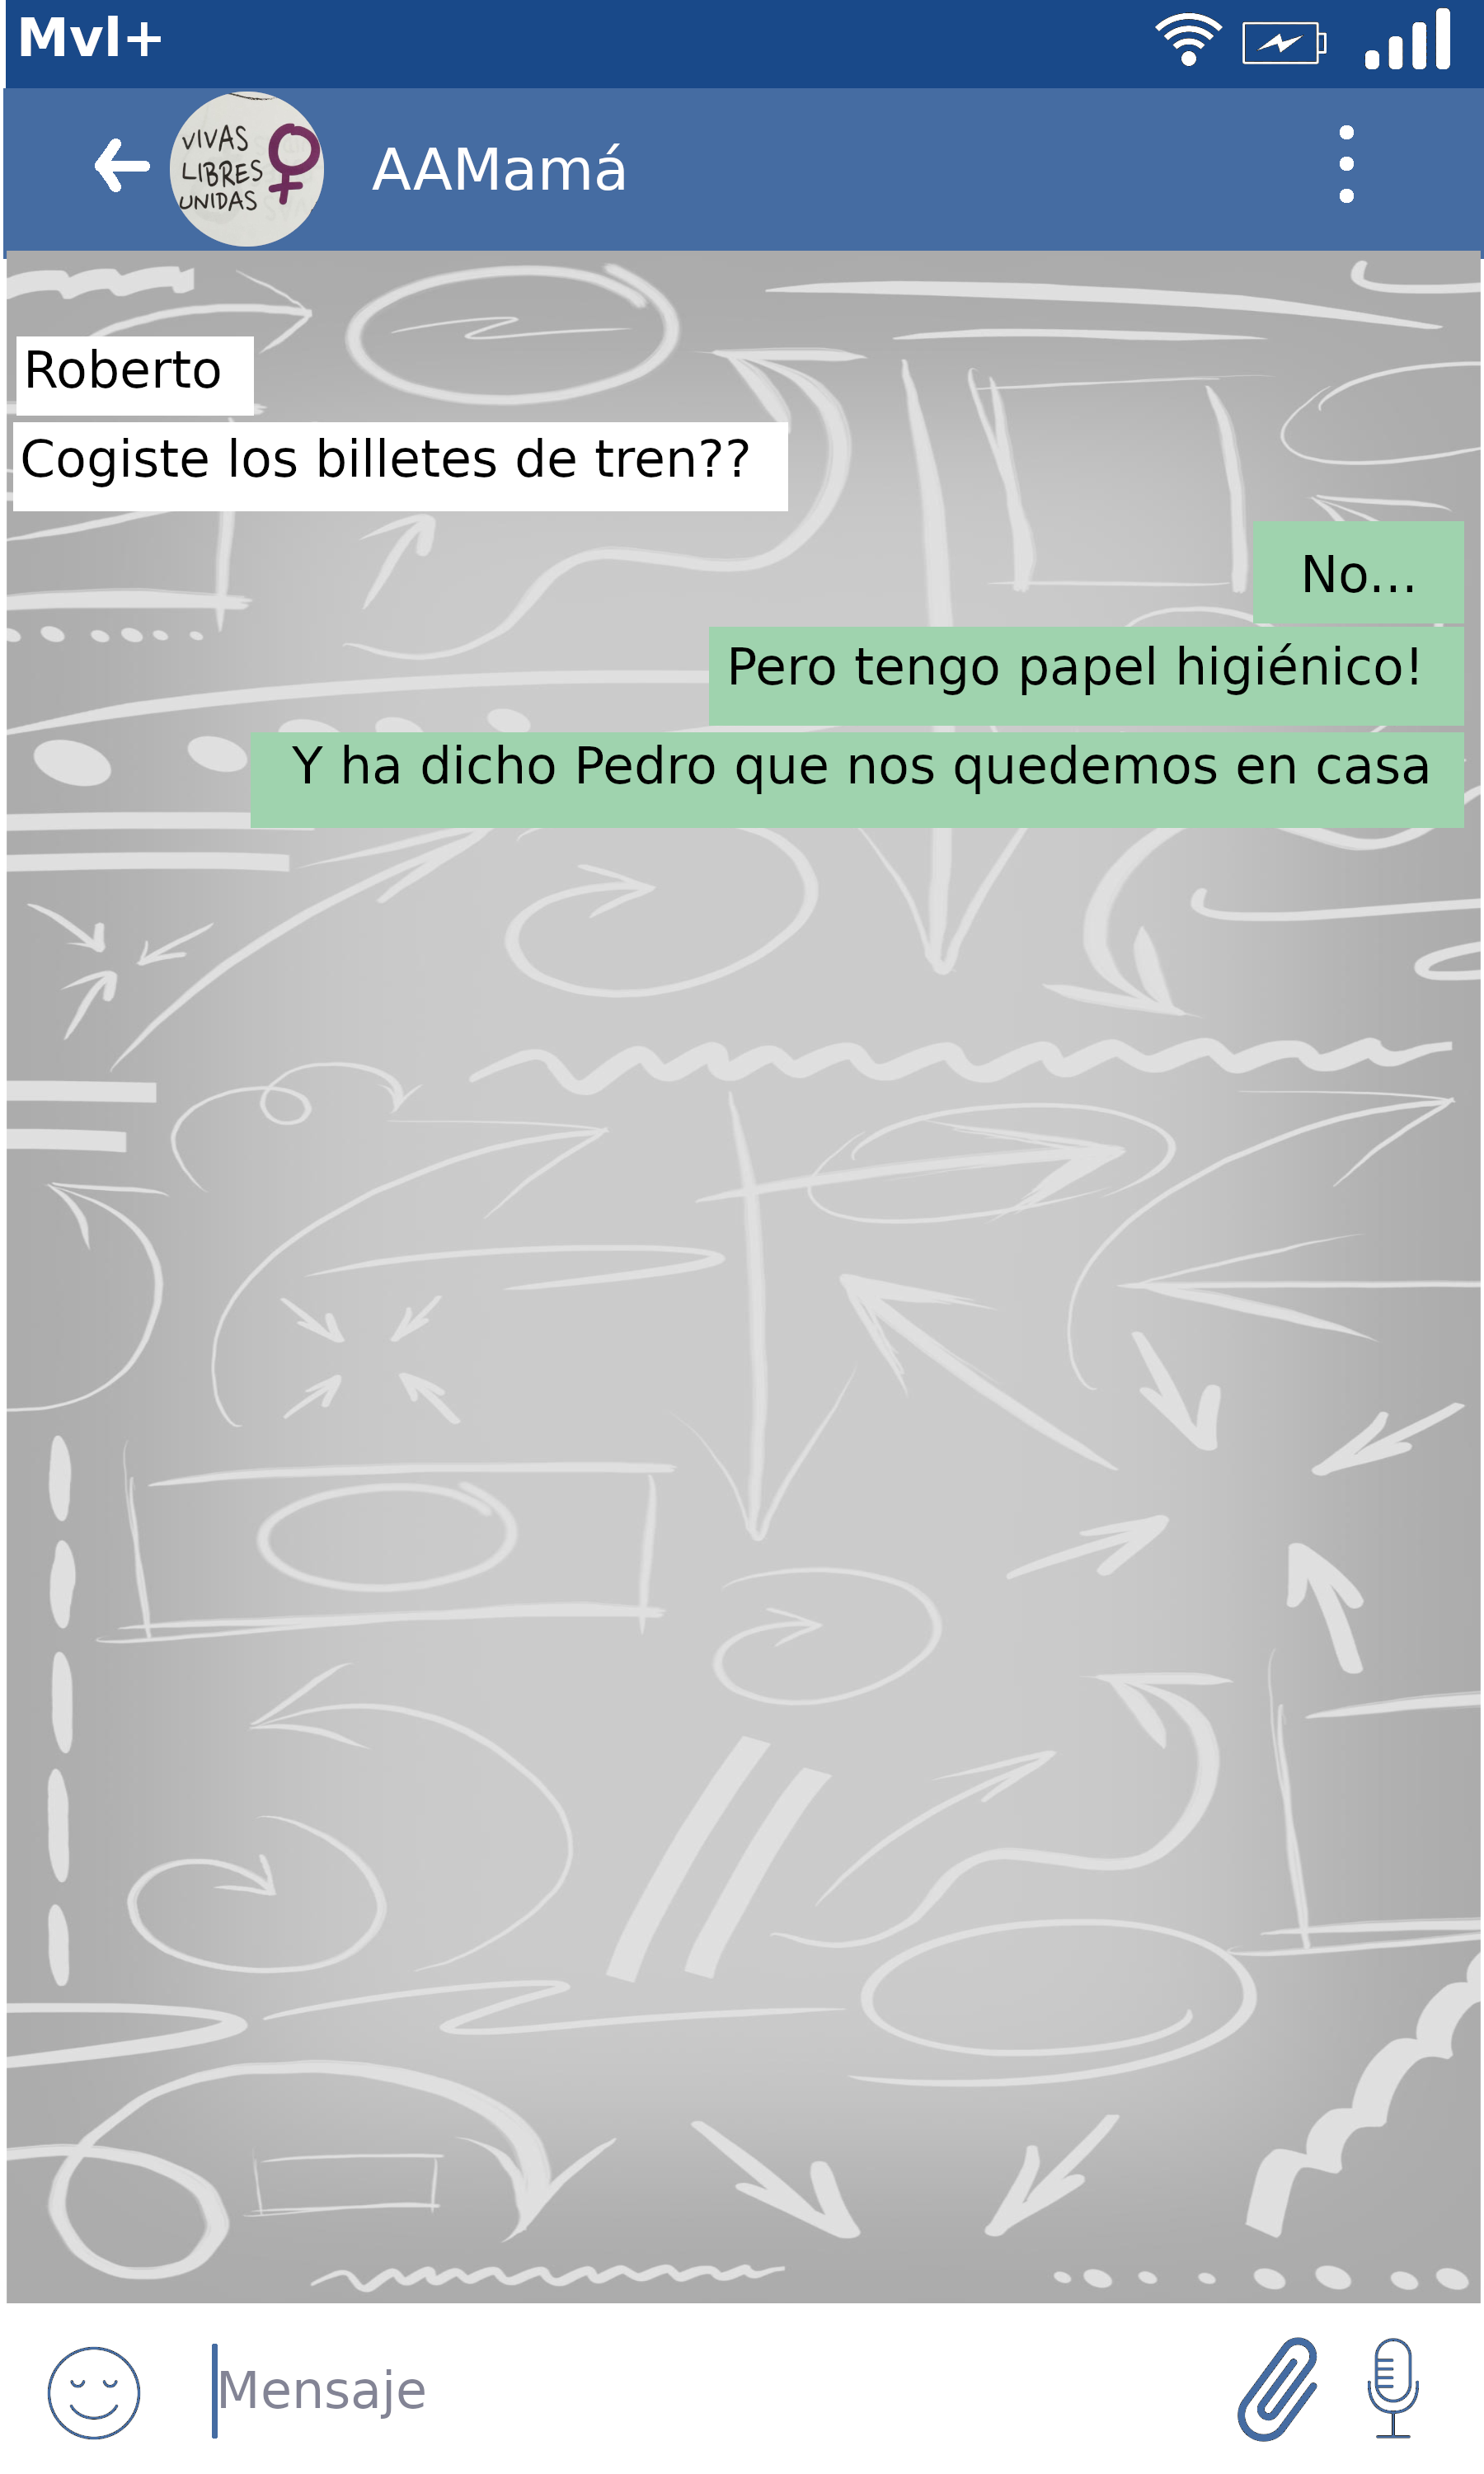 Mvl+
VIVAS
LIBRES
UNIDAS
AAMamá
Roberto
Cogiste los billetes de tren??
No...
Pero tengo papel higiénico!
Y ha dicho Pedro que nos quedemos en casa
Mensaje